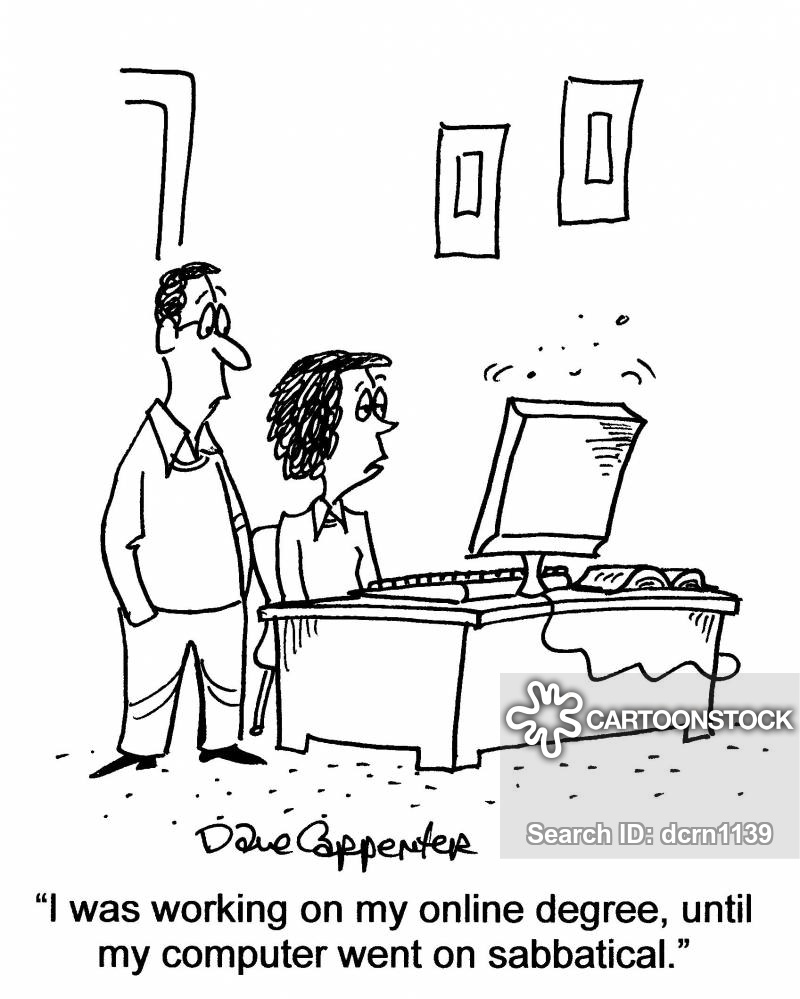 CARTOONSTOCK
Search ID: dcrn1139
Dave Carpenter
“I was working on my online degree, until
my computer went on sabbatical.”